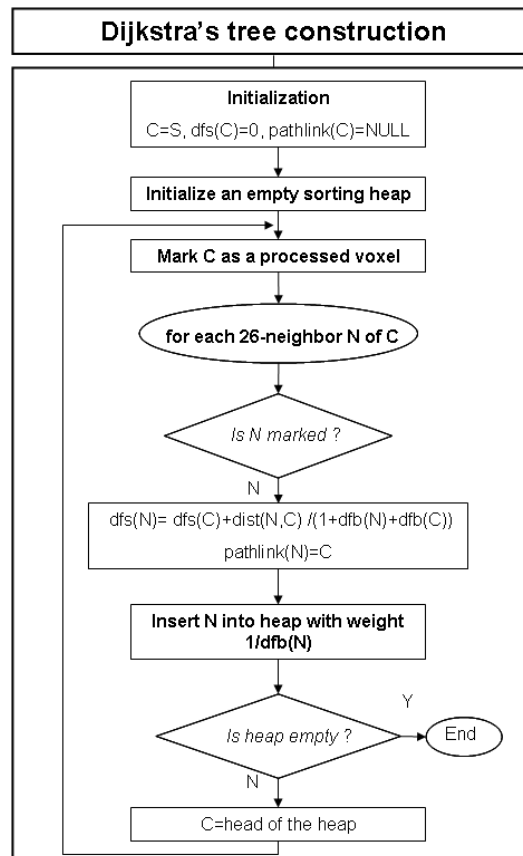 Dijkstra's tree construction
Initialization
C=S, dfs(C)=0, pathlink(C)=NULL
Initialize an empty sorting heap
Mark C as a processed voxel
for each 26-neighbor N of C
Is N marked ?
N
dfs(N)= dfs(C)+dist(N,C) /(1+dfb(N)+dfb(C))
pathlink(N)=C
Insert N into heap with weight
1/dfb(N)
Is heap empty ?
Y
End
N
C=head of the heap